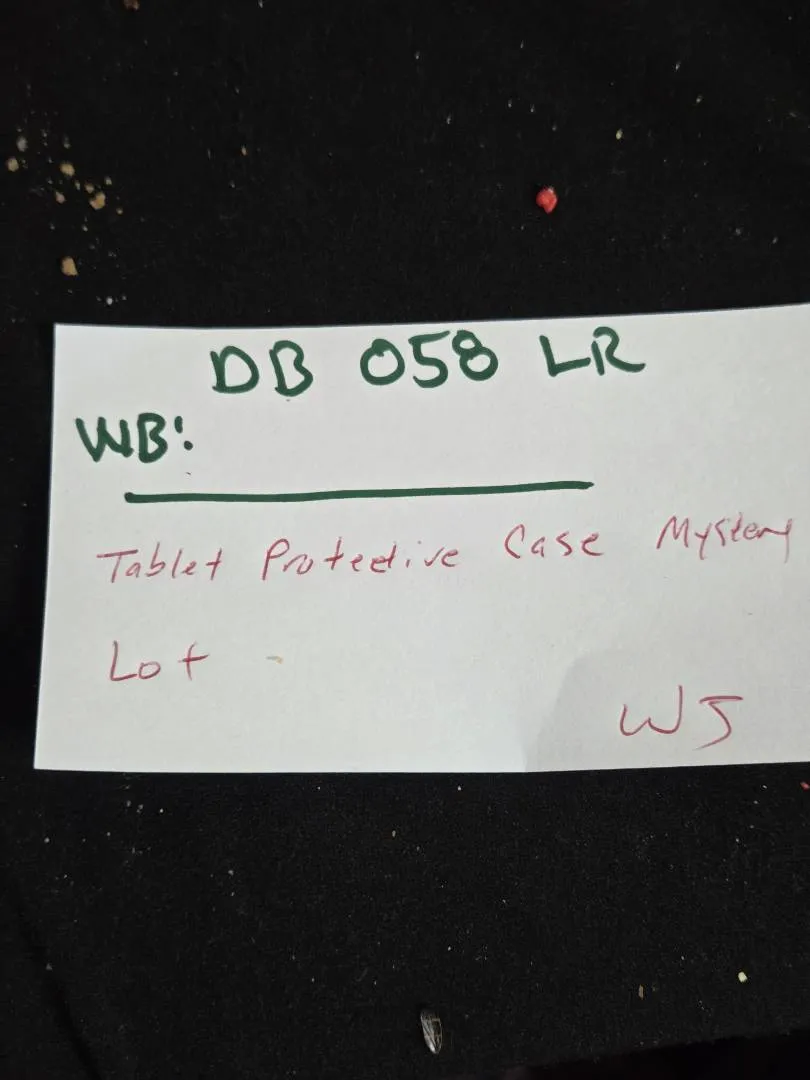 DB 058 LR
WB:
Tablet Protective Case Mystery
Lot
WJ